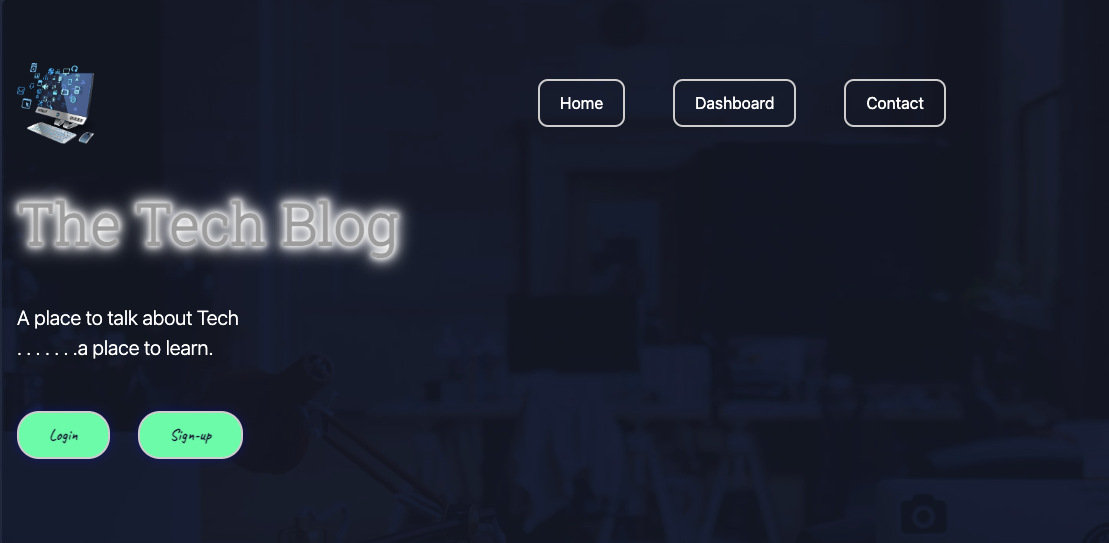 Home
Dashboard
Contact
The Tech Blog
A place to talk about Tech
. . . . . . .a place to learn.
Login
Sign-up